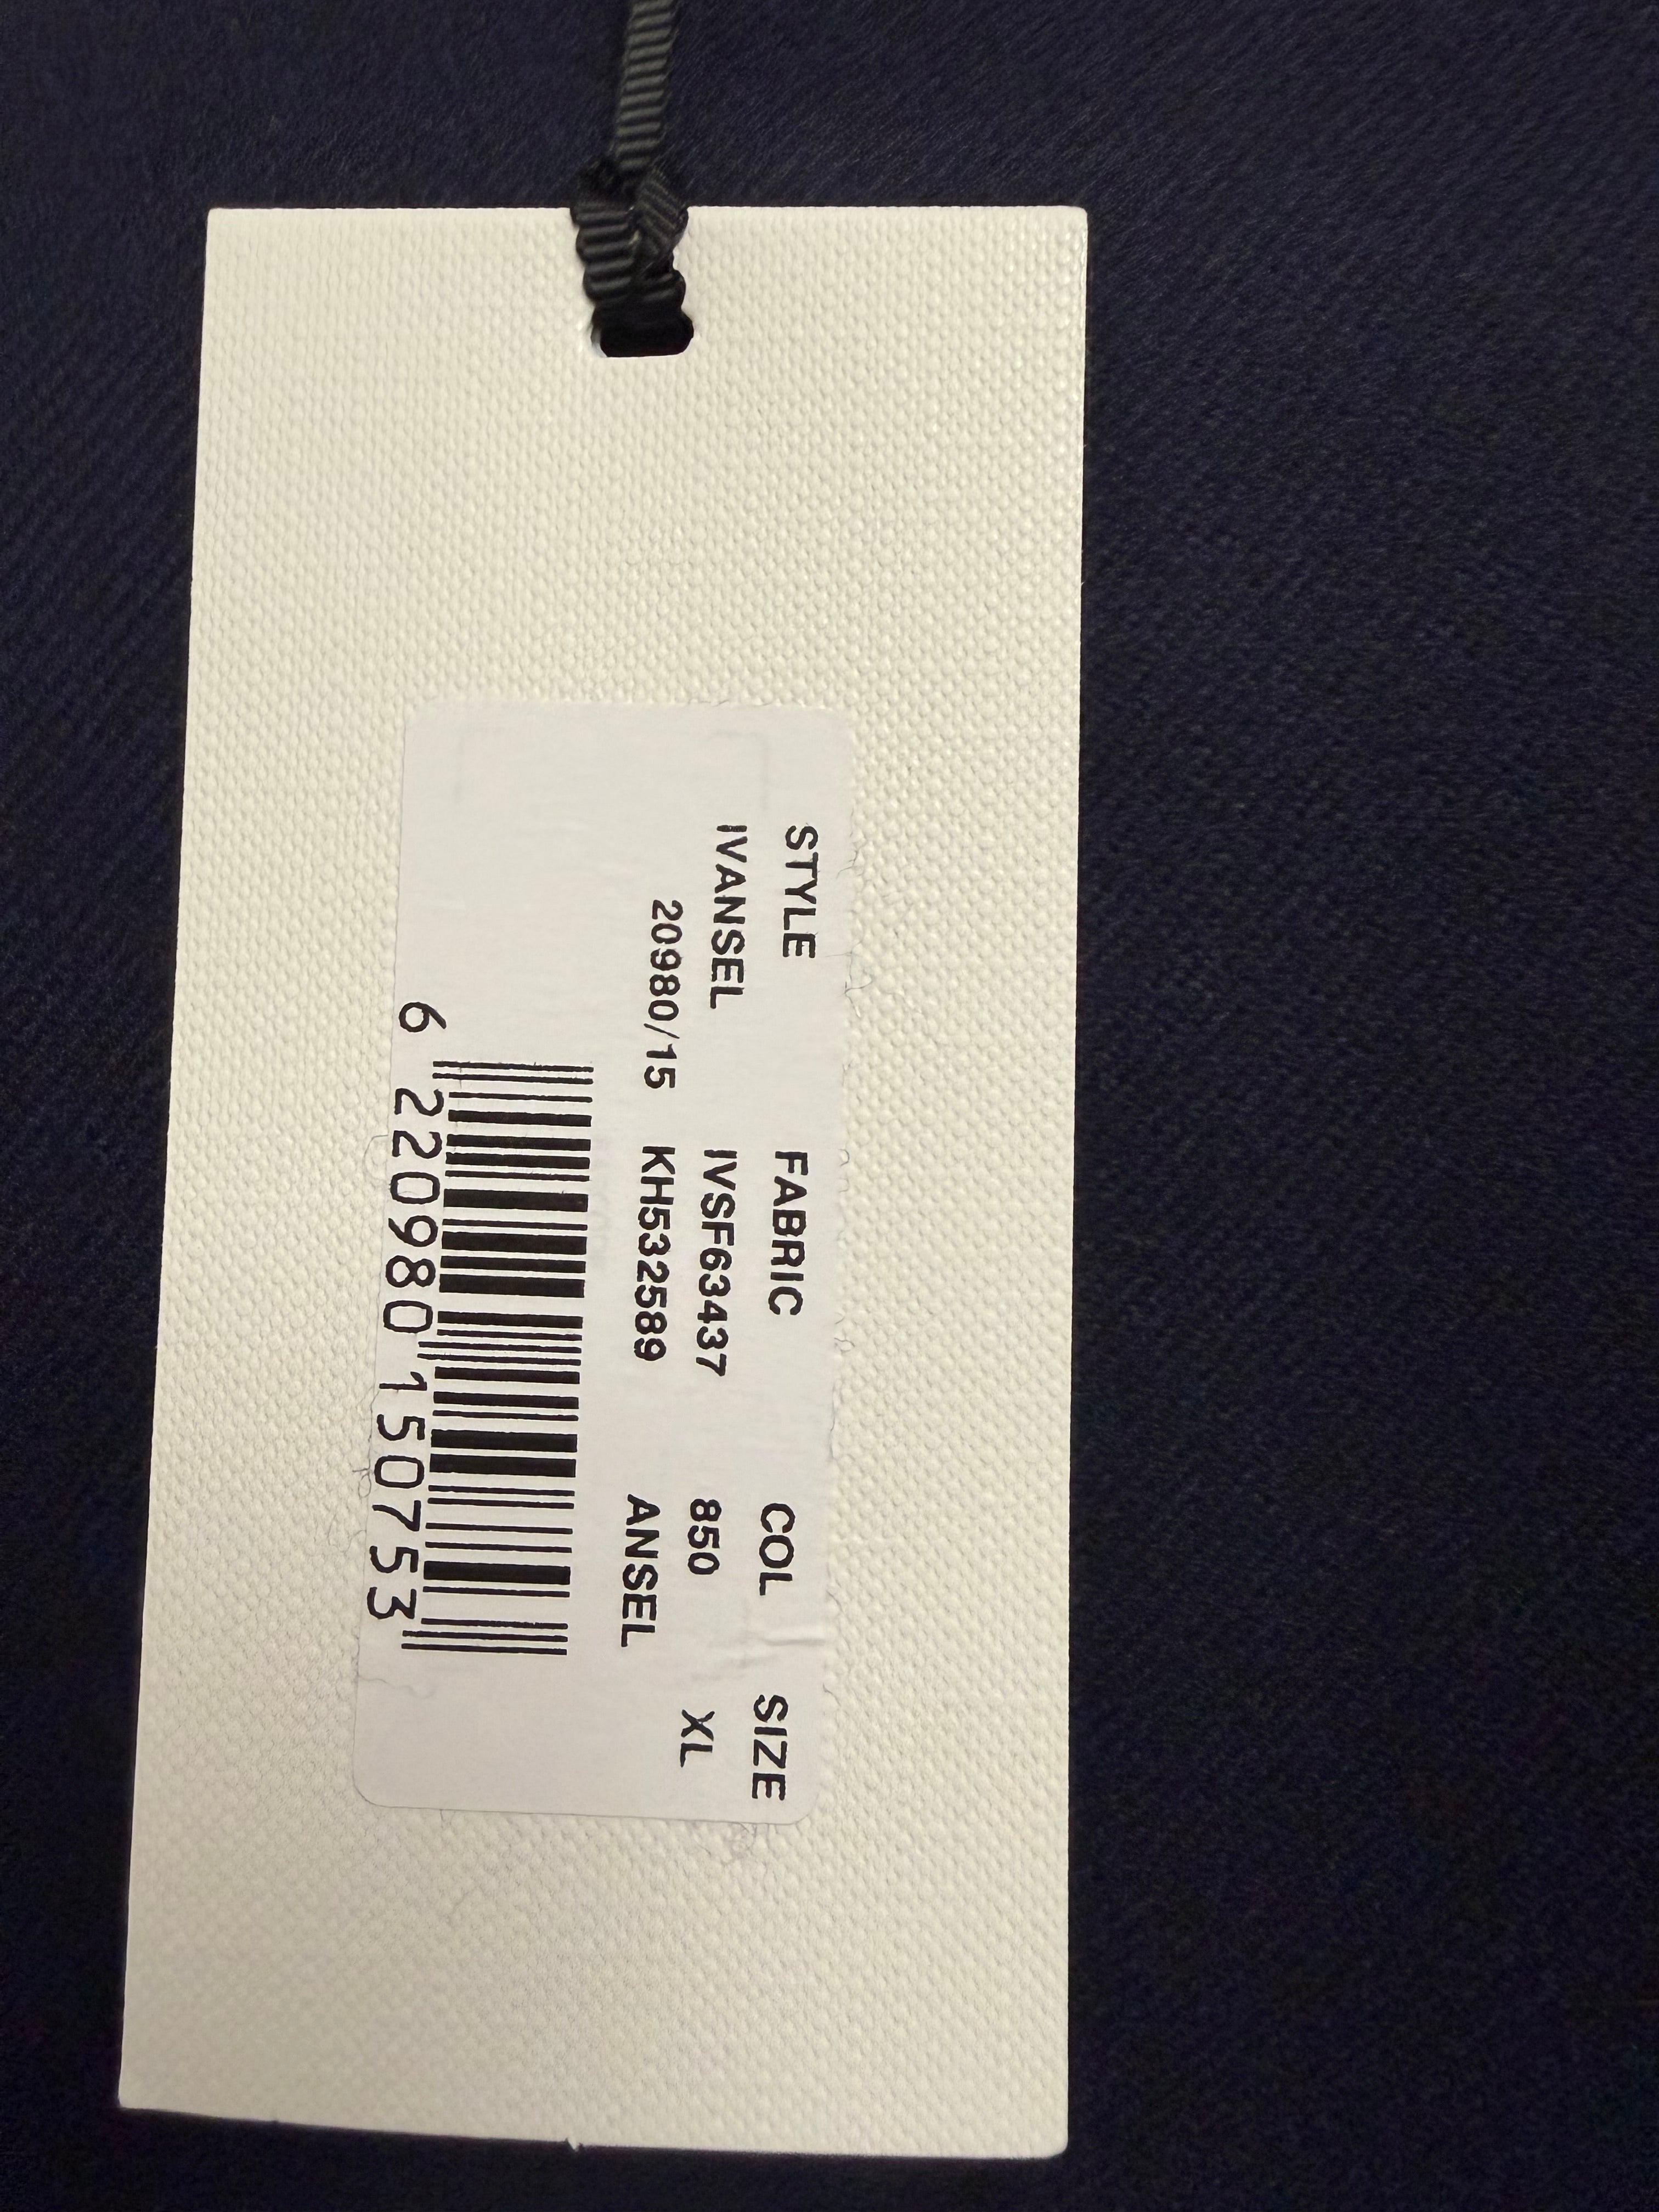 STYLE FABRIC COL SIZE
IVANSEL IVSF63437 850 XL
20980/15 KH532589 ANSEL
6 220980 150753